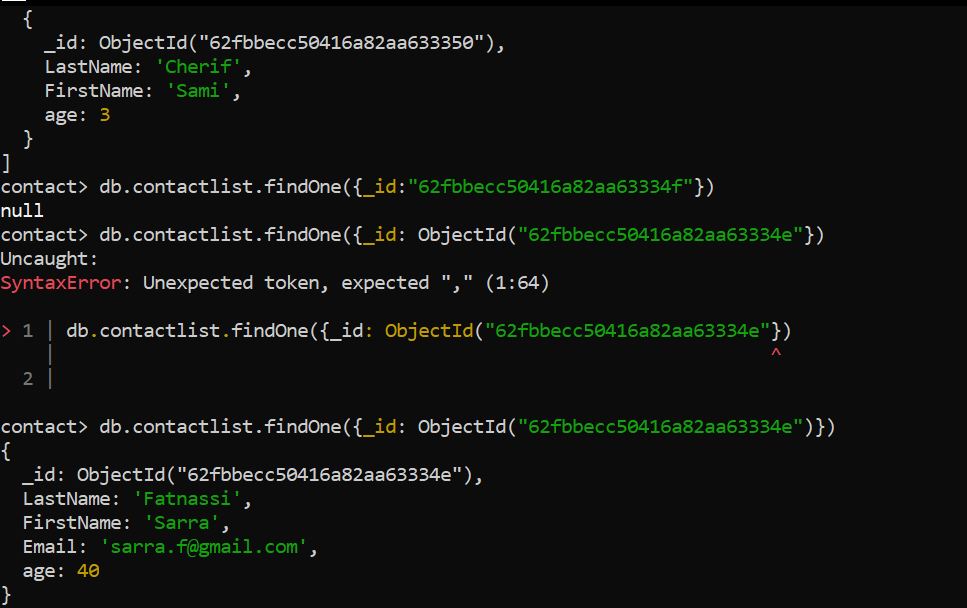 {
_id: ObjectId("62fbbecc50416a82aa633350"),
LastName: 'Cherif',
FirstName: 'Sami',
age: 3
}
]
contact> db.contactlist.findOne({_id:"62fbbecc50416a82aa63334f"})
null
contact> db.contactlist.findOne({_id: ObjectId("62fbbecc50416a82aa63334e"})
Uncaught:
SyntaxError: Unexpected token, expected "," (1:64)
> 1 | db.contactlist.findOne({_id: ObjectId("62fbbecc50416a82aa63334e"})
| ^
2 |
contact> db.contactlist.findOne({_id: ObjectId("62fbbecc50416a82aa63334e")})
{
_id: ObjectId("62fbbecc50416a82aa63334e"),
LastName: 'Fatnassi',
FirstName: 'Sarra',
Email: 'sarra.f@gmail.com',
age: 40
}